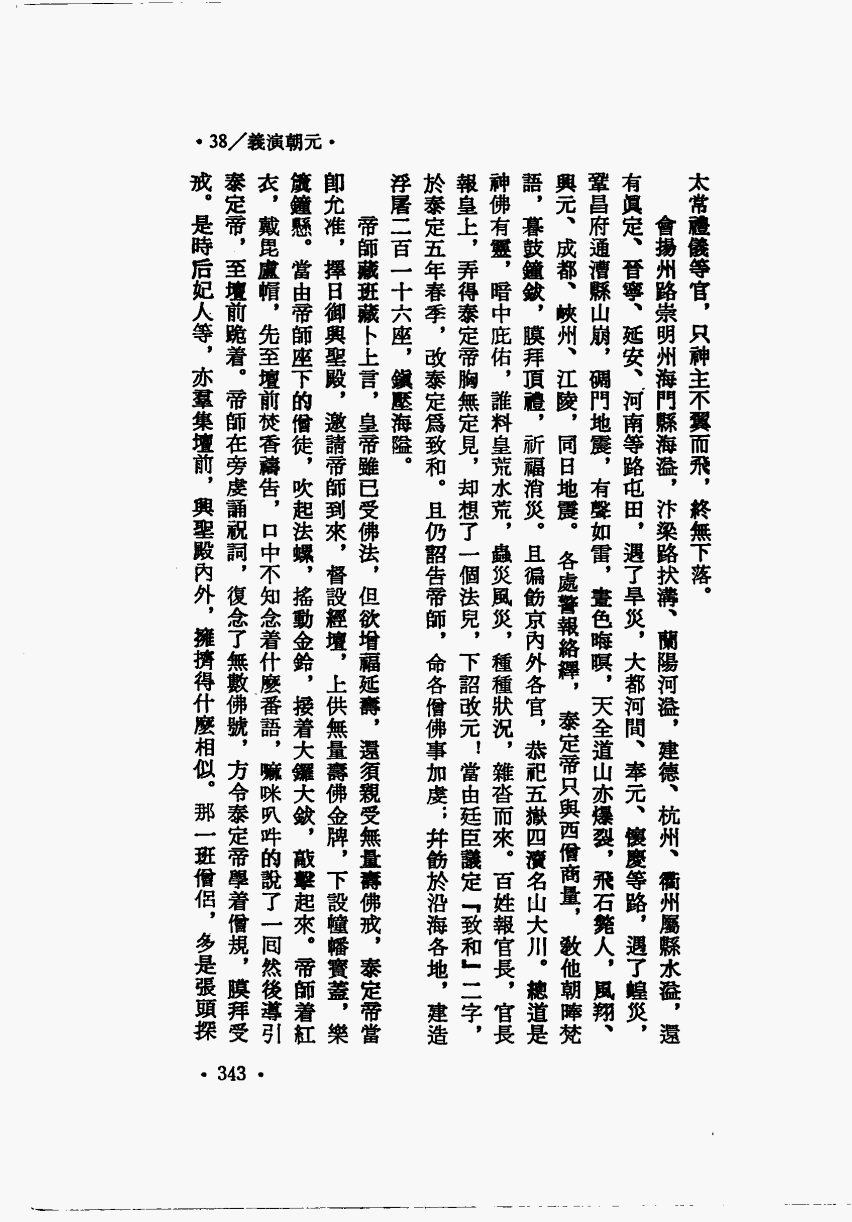 •38/義演朝元•
太常禮儀等官，只神主不翼而飛，終無下落。
會揚州路崇明州海門縣海溢，汴梁路扶溝、蘭陽河溢，建德、杭州、衢州屬縣水溢，還
有眞定、晉寧、延安、河南等路屯田，遇了旱災，大都河間、奉元、懷慶等路，遇了蝗災，
鞏昌府通漕縣山崩，碉門地震，有聲如雷，晝色晦暝，天全道山亦爆裂，飛石斃人，鳳翔、
興元、成都、峽州、江陵，同日地震。各處警報絡繹，泰定帝只與西僧商量，敎他朝唪梵
語，暮鼓鐘鈸，膜拜頂禮，祈福消災。且徧飭京內外各官，恭祀五嶽四瀆名山大川。總道是
神佛有靈，暗中庇佑，誰料皇荒水荒，蟲災風災，種種狀況，雜沓而來。百姓報官長，官長
報皇上，弄得泰定帝胸無定見，却想了一個法兒，下詔改元！當由廷臣議定『致和』二字，
於泰定五年春季，改泰定爲致和。且仍詔告帝師，命各僧佛事加虔；幷飭於沿海各地，建造
浮屠二百一十六座，鎭壓海隘。
帝師藏班藏卜上言，皇帝雖已受佛法，但欲增福延壽，還須親受無量壽佛戒，泰定帝當
卽允准，擇日御興聖殿，邀請帝師到來，督設經壇，上供無量壽佛金牌，下設幢幡寶蓋，樂
簴鐘懸。當由帝師座下的僧徒，吹起法螺，搖動金鈴，接着大鑼大鈸，敲擊起來。帝師着紅
衣，戴毘盧帽，先至壇前焚香禱告，口中不知念着什麼番語，嘛咪叭吽的說了一囘然後導引
泰定帝，至壇前跪着。帝師在旁虔誦祝詞，復念了無數佛號，方令泰定帝學着僧規，膜拜受
戒。是時后妃人等，亦羣集壇前，興聖殿內外，擁擠得什麼相似。那一班僧侶，多是張頭探
•343•